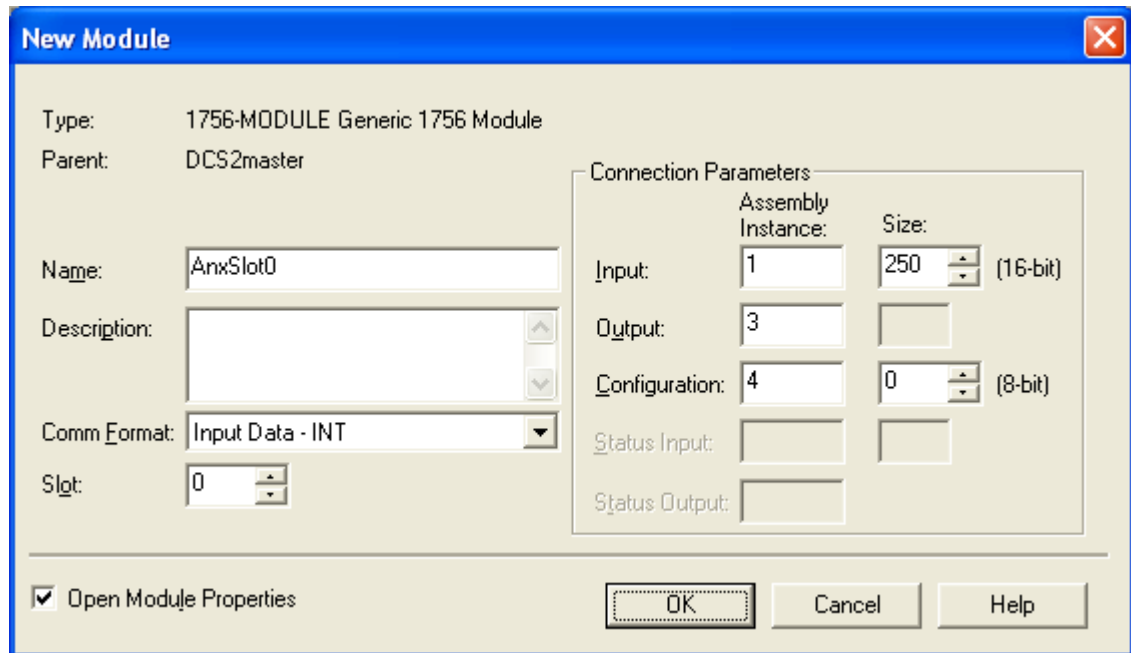 New Module
Type: 1756-MODULE Generic 1756 Module
Parent: DCS2master
Name: AnxSlot0
Description:
Comm Format: Input Data - INT
Slot: 0
Connection Parameters
Assembly Instance: Size:
Input: 1 250 (16-bit)
Output: 3
Configuration: 4 0 (8-bit)
Status Input:
Status Output:
Open Module Properties
OK Cancel Help